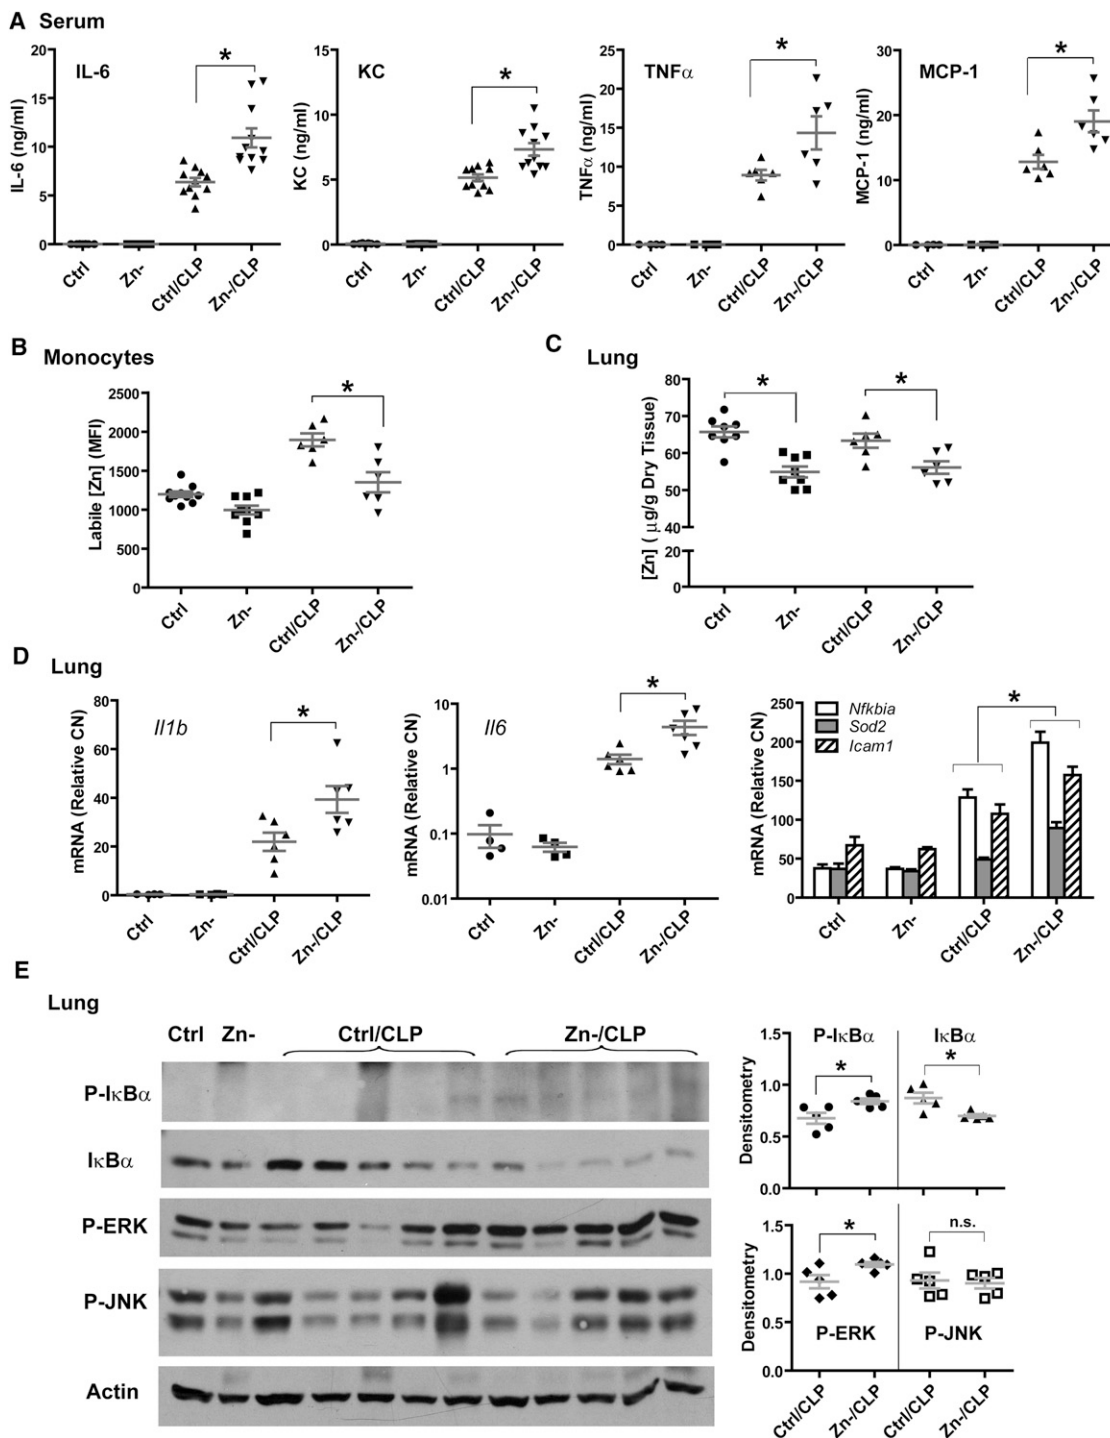 A Serum
IL-6
IL-6 (ng/ml)
20
15
10
5
0
Ctrl
Zn-
Ctrl/CLP
Zn-/CLP
*
KC
KC (ng/ml)
15
10
5
0
Ctrl
Zn-
Ctrl/CLP
Zn-/CLP
*
TNFα
TNFα (ng/ml)
25
20
15
10
5
0
Ctrl
Zn-
Ctrl/CLP
Zn-/CLP
*
MCP-1
MCP-1 (ng/ml)
30
20
10
0
Ctrl
Zn-
Ctrl/CLP
Zn-/CLP
*
B Monocytes
Labile [Zn] (MFI)
2500
2000
1500
1000
500
0
Ctrl
Zn-
Ctrl/CLP
Zn-/CLP
*
C Lung
[Zn] ( μg/g Dry Tissue)
80
70
60
50
40
20
0
Ctrl
Zn-
Ctrl/CLP
Zn-/CLP
*
*
D Lung
Il1b
mRNA (Relative CN)
80
60
40
20
0
Ctrl
Zn-
Ctrl/CLP
Zn-/CLP
*
Il6
mRNA (Relative CN)
10
1
0.1
0.01
Ctrl
Zn-
Ctrl/CLP
Zn-/CLP
*
mRNA (Relative CN)
250
200
150
100
50
0
Nfkbia
Sod2
Icam1
Ctrl
Zn-
Ctrl/CLP
Zn-/CLP
*
E
Lung
Ctrl Zn- Ctrl/CLP Zn-/CLP
P-IκBα
IκBα
P-ERK
P-JNK
Actin
P-IκBα IκBα
Densitometry
1.5
1.0
0.5
0.0
*
*
Densitometry
1.5
1.0
0.5
0.0
*
n.s.
P-ERK P-JNK
Ctrl/CLP
Zn-/CLP
Ctrl/CLP
Zn-/CLP